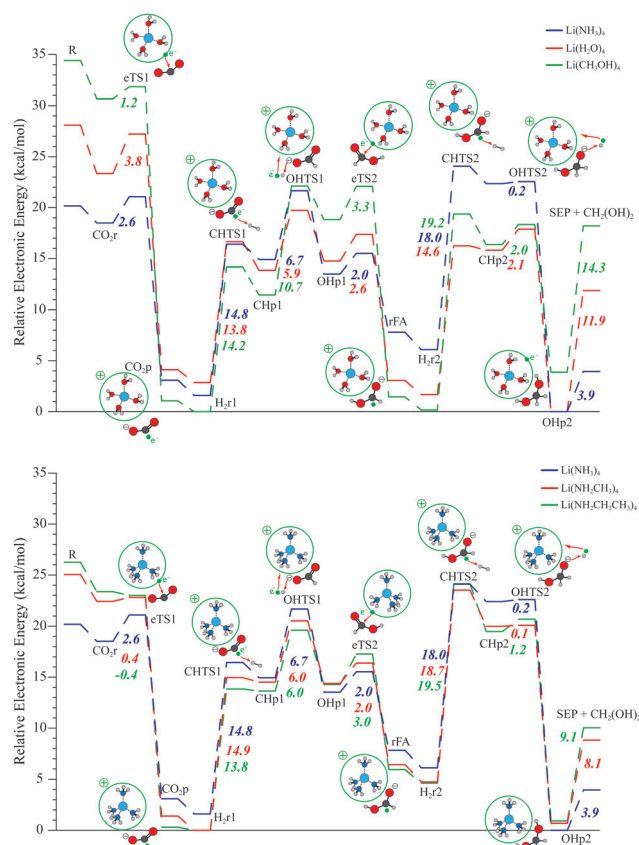 Li(NH₃)₄
Li(H₂O)₄
Li(CH₃OH)₄
Relative Electronic Energy (kcal/mol)
35
30
25
20
15
10
5
0
R
eTS1
e⁻
1.2
3.8
2.6
CO₂r
CO₂p
⊕
e⁻
H₂r1
⊕
e⁻
CHTS1
14.8
13.8
14.2
CHp1
⊕
⊖
e⁻
OHTS1
6.7
5.9
10.7
OHp1
e⁻
eTS2
3.3
2.0
2.6
rFA
⊕
⊖
H₂r2
⊕
⊖
CHTS2
19.2
18.0
14.6
CHp2
⊕
⊖
OHTS2
0.2
2.0
2.1
e⁻
OHp2
SEP + CH₂(OH)₂
14.3
11.9
3.9
Li(NH₃)₄
Li(NH₂CH₃)₄
Li(NH₂CH₂CH₃)₄
Relative Electronic Energy (kcal/mol)
35
30
25
20
15
10
5
0
R
e⁻
eTS1
CO₂r
2.6
0.4
-0.4
⊕
CO₂p
H₂r1
⊕
e⁻
CHTS1
14.8
14.9
13.8
CHp1
⊕
⊖
e⁻
OHTS1
6.7
6.0
6.0
OHp1
e⁻
eTS2
2.0
2.0
3.0
rFA
⊕
⊖
H₂r2
⊕
⊖
CHTS2
18.0
18.7
19.5
CHp2
⊕
⊖
OHTS2
0.2
0.1
1.2
OHp2
SEP + CH₂(OH)₂
9.1
8.1
3.9